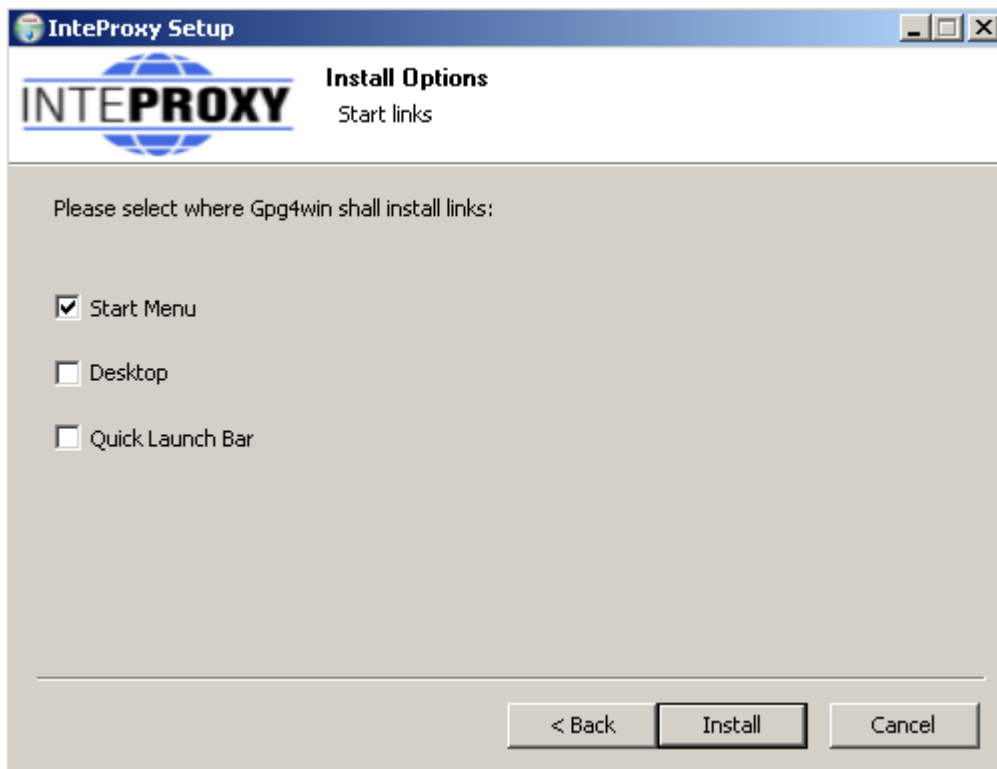 InteProxy Setup
INTEPROXY
Install Options
Start links
Please select where Gpg4win shall install links:
Start Menu
Desktop
Quick Launch Bar
< Back
Install
Cancel